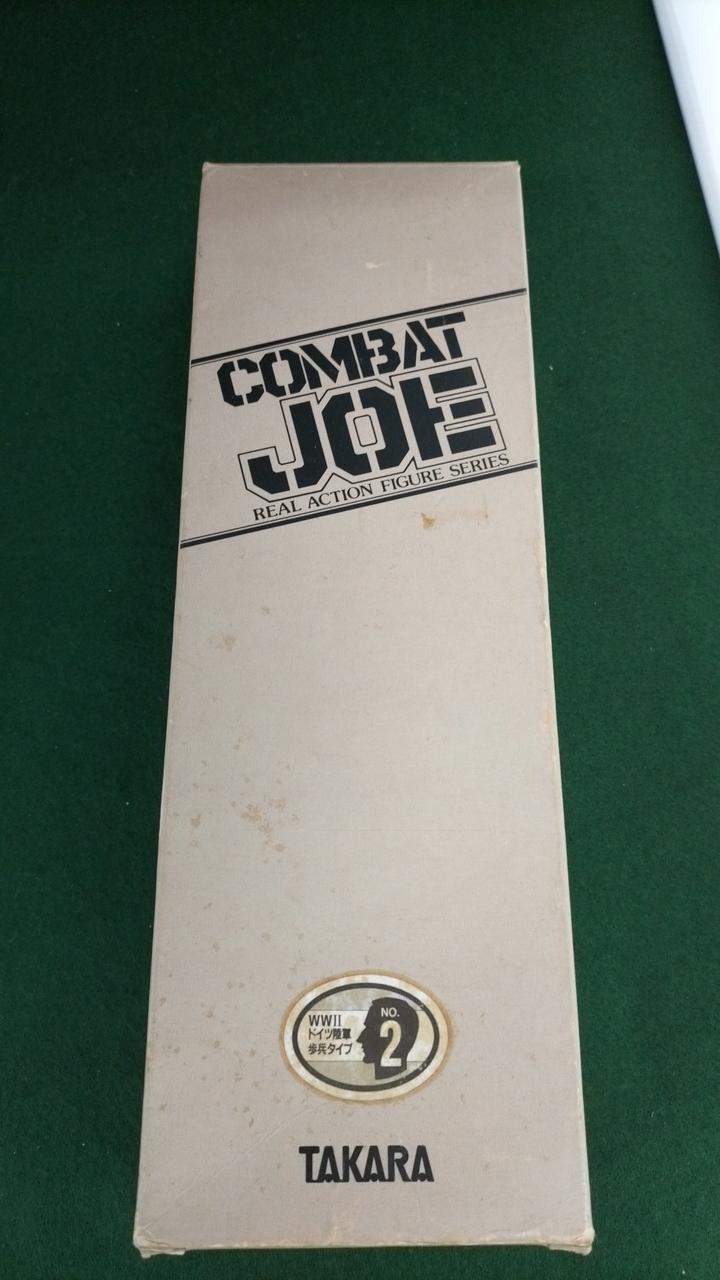 COMBAT
JOE
REAL ACTION FIGURE SERIES
WWII
ドイツ陸軍
歩兵タイプ
NO.
2
TAKARA